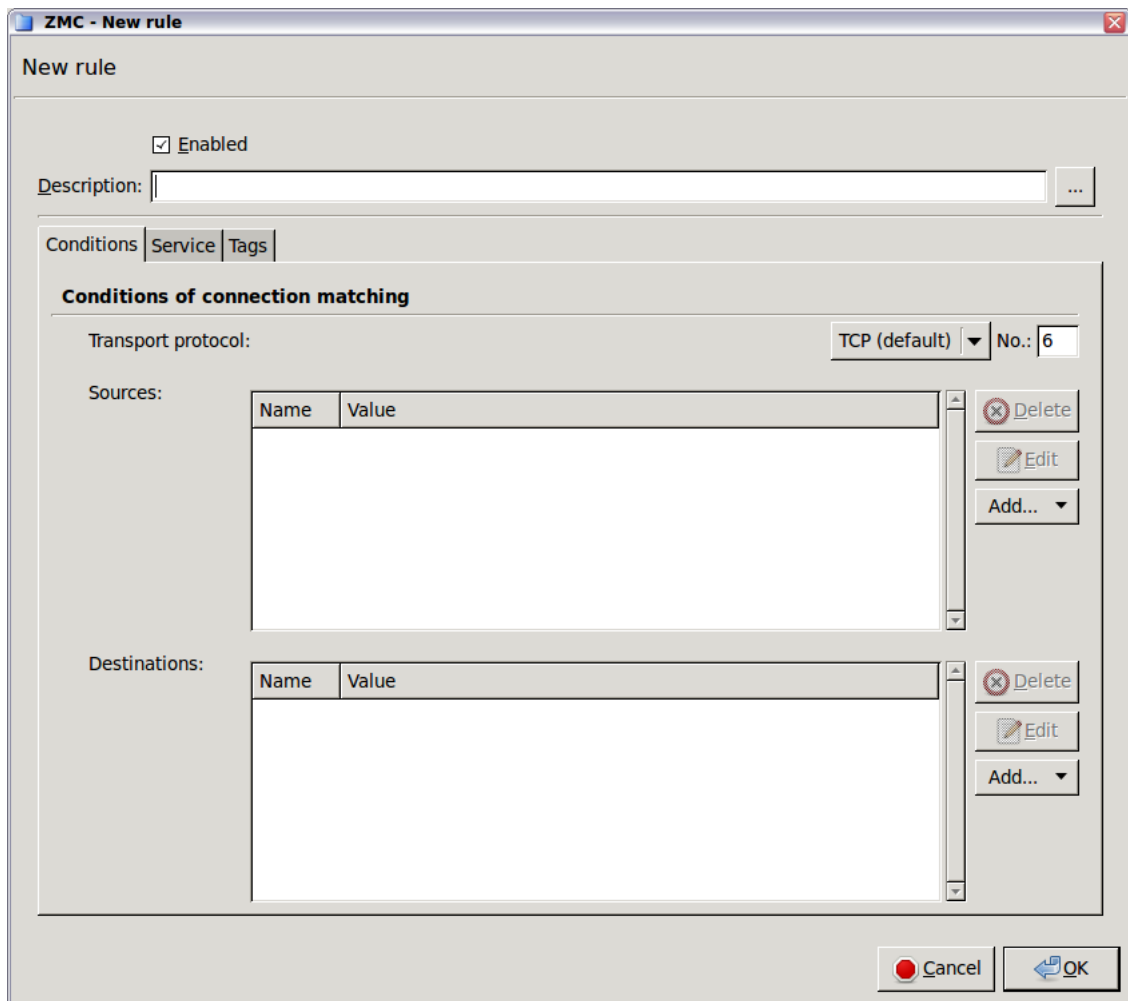 ZMC - New rule
New rule
Enabled
Description:
...
Conditions Service Tags
Conditions of connection matching
Transport protocol: TCP (default) No.: 6
Sources:
Name Value
Delete
Edit
Add...
Destinations:
Name Value
Delete
Edit
Add...
Cancel OK